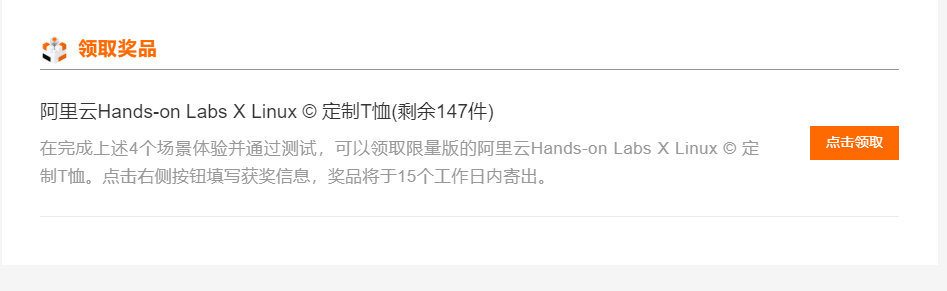 领取奖品
阿里云Hands-on Labs X Linux © 定制T恤(剩余147件)
在完成上述4个场景体验并通过测试，可以领取限量版的阿里云Hands-on Labs X Linux © 定
制T恤。点击右侧按钮填写获奖信息，奖品将于15个工作日内寄出。
点击领取